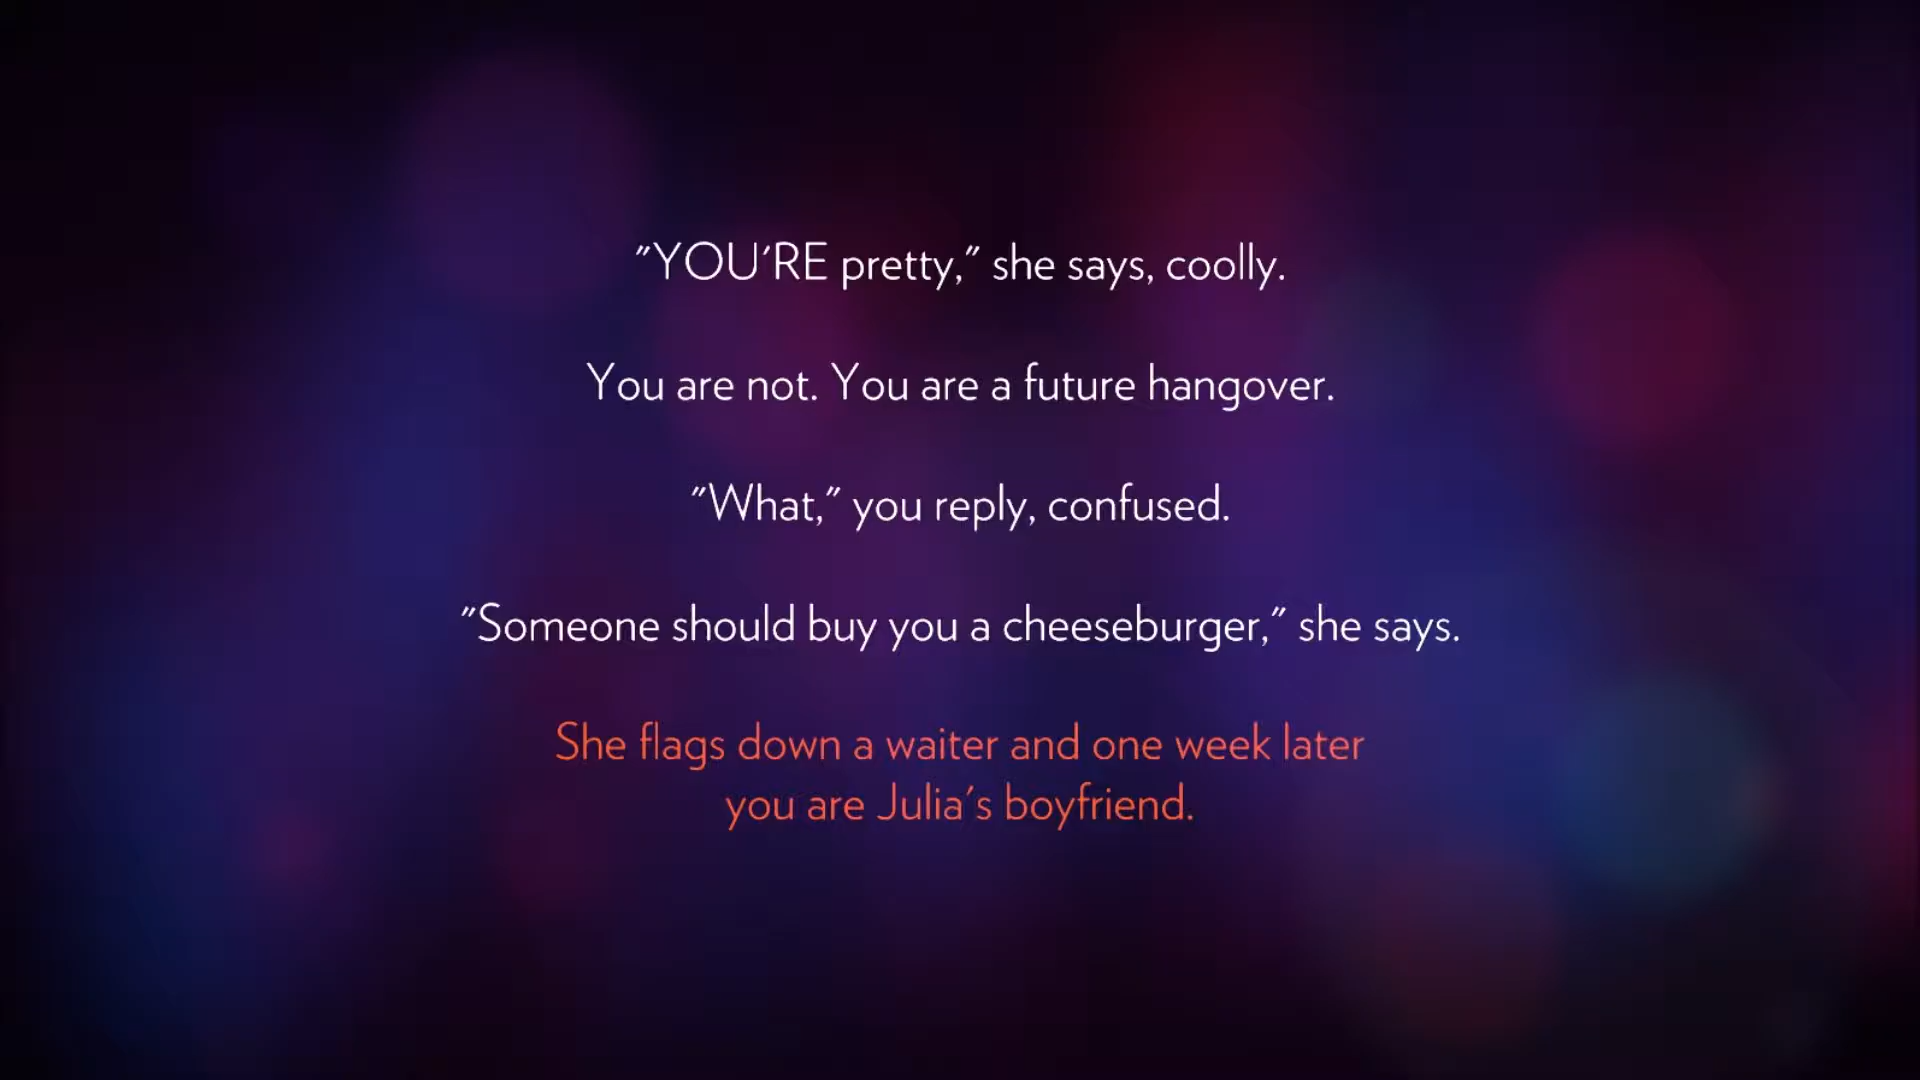 "YOU'RE pretty," she says, coolly.
You are not. You are a future hangover.
"What," you reply, confused.
"Someone should buy you a cheeseburger," she says.
She flags down a waiter and one week later
you are Julia's boyfriend.